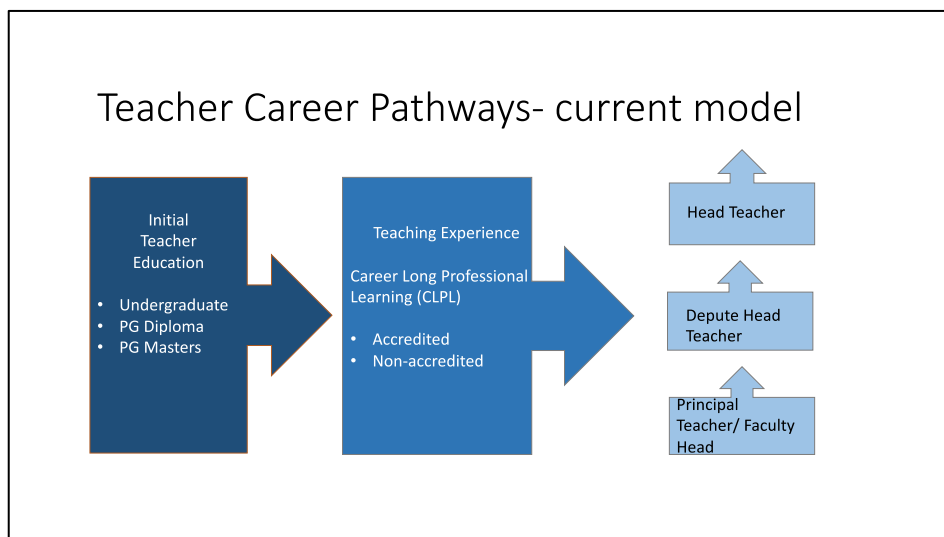 Teacher Career Pathways- current model
Initial
Teacher
Education
• Undergraduate
• PG Diploma
• PG Masters
Teaching Experience
Career Long Professional
Learning (CLPL)
• Accredited
• Non-accredited
Head Teacher
Depute Head
Teacher
Principal
Teacher/ Faculty
Head